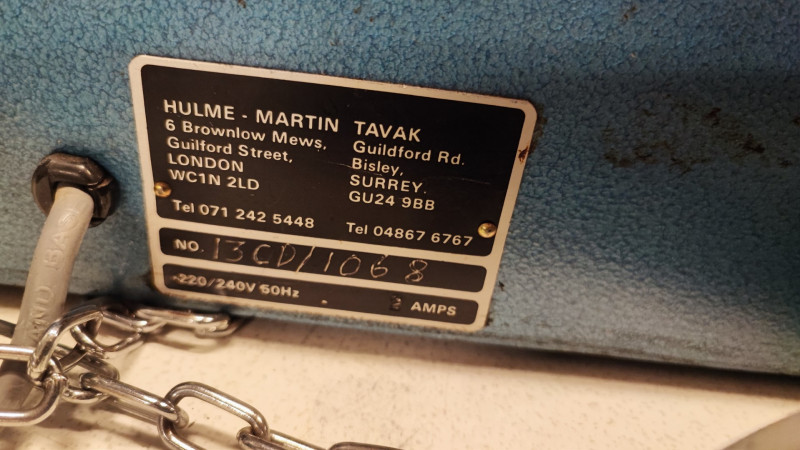 HULME - MARTIN
6 Brownlow Mews,
Guilford Street,
LONDON
WC1N 2LD
Tel 071 242 5448
TAVAK
Guildford Rd.
Bisley,
SURREY.
GU24 9BB
Tel 04867 6767
NO. 13CD/1068
220/240V 50Hz
AMPS